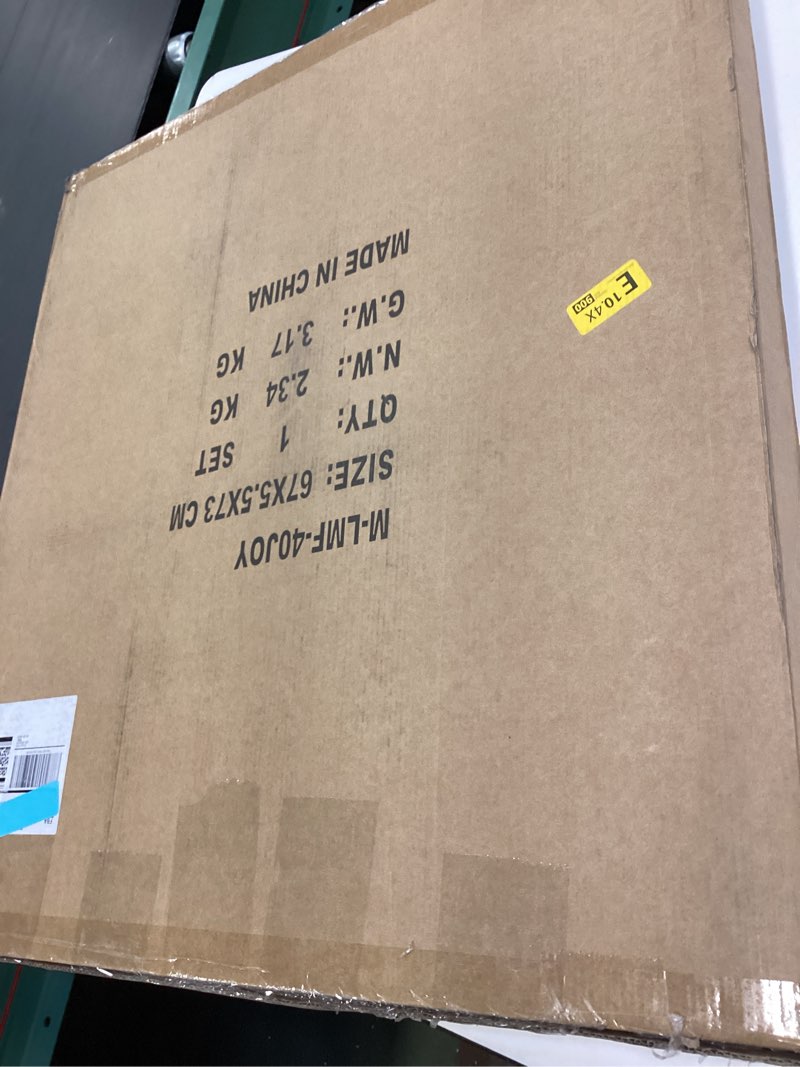 M-LMF-40JOY
SIZE: 67X5.5X73 CM
QTY: 1 SET
N.W.: 2.34 KG
G.W.: 3.17 KG
MADE IN CHINA
E 10.4X
900